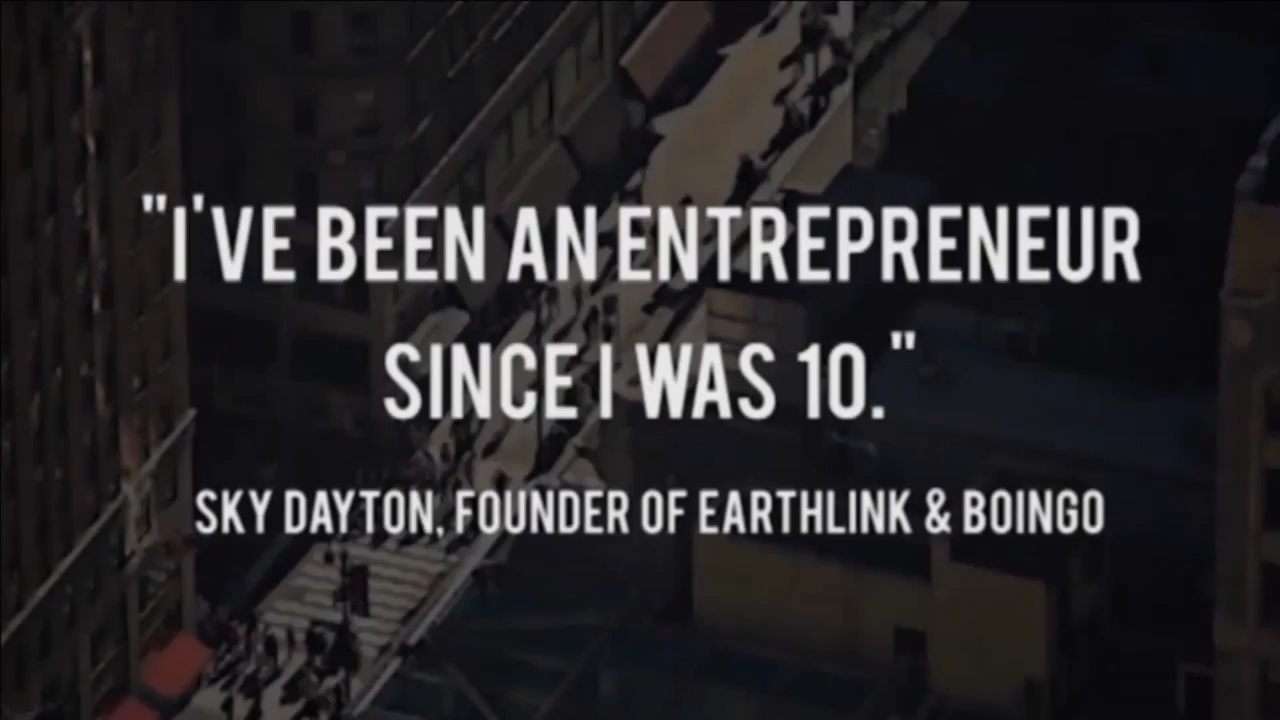 "I'VE BEEN AN ENTREPRENEUR
SINCE I WAS 10."
SKY DAYTON, FOUNDER OF EARTHLINK & BOINGO